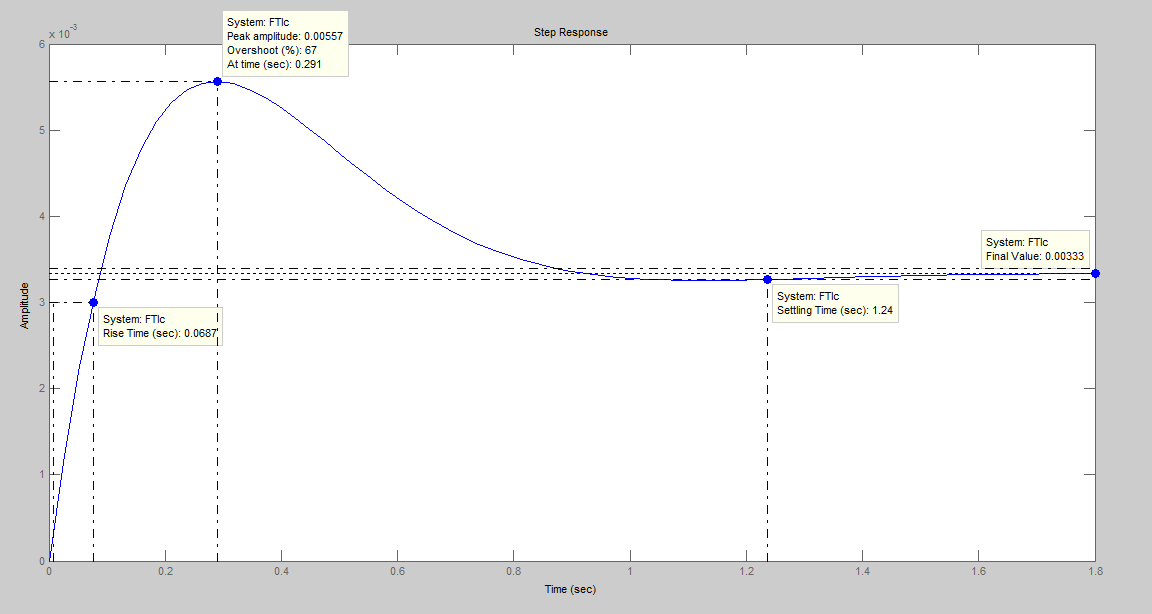 System: FTlc
Peak amplitude: 0.00557
Overshoot (%): 67
At time (sec): 0.291
Step Response
x 10^-3
6
5
4
3
2
1
0
Amplitude
System: FTlc
Final Value: 0.00333
System: FTlc
Settling Time (sec): 1.24
System: FTlc
Rise Time (sec): 0.0687
0 0.2 0.4 0.6 0.8 1 1.2 1.4 1.6 1.8
Time (sec)